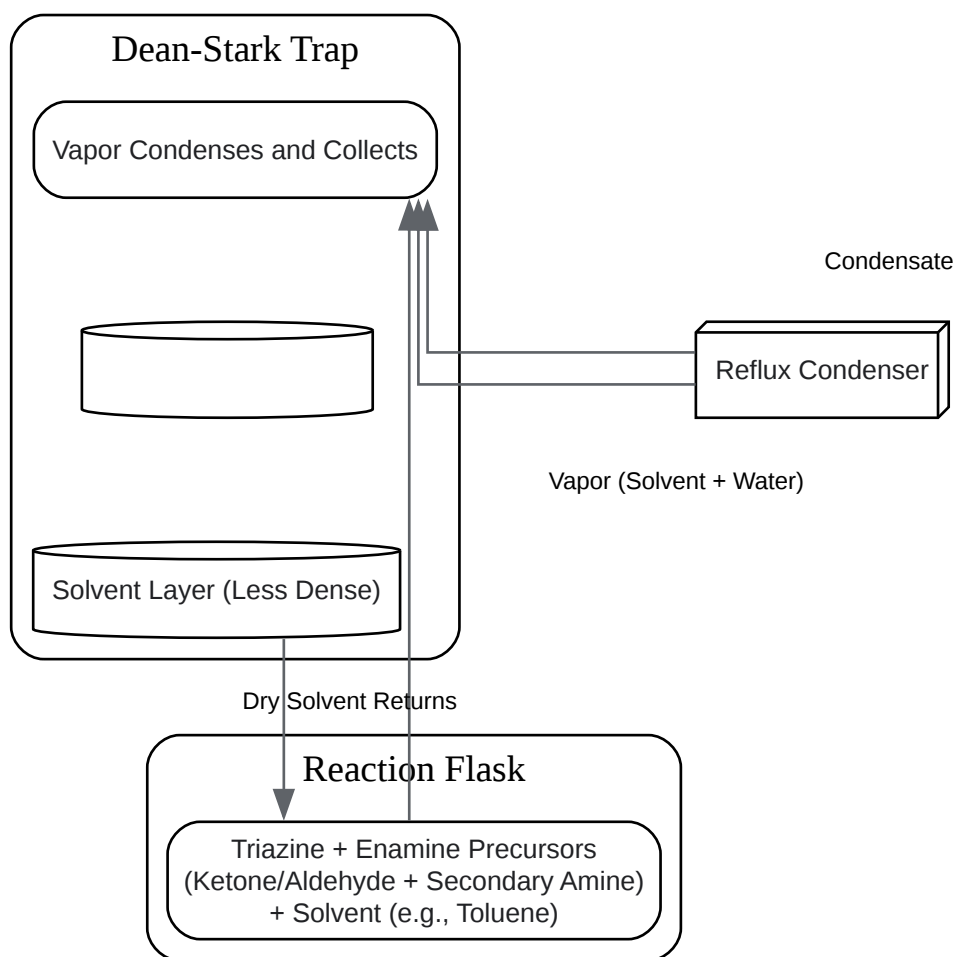 Dean-Stark Trap
Vapor Condenses and Collects
Condensate
Reflux Condenser
Vapor (Solvent + Water)
Solvent Layer (Less Dense)
Dry Solvent Returns
Reaction Flask
Triazine + Enamine Precursors
(Ketone/Aldehyde + Secondary Amine)
+ Solvent (e.g., Toluene)